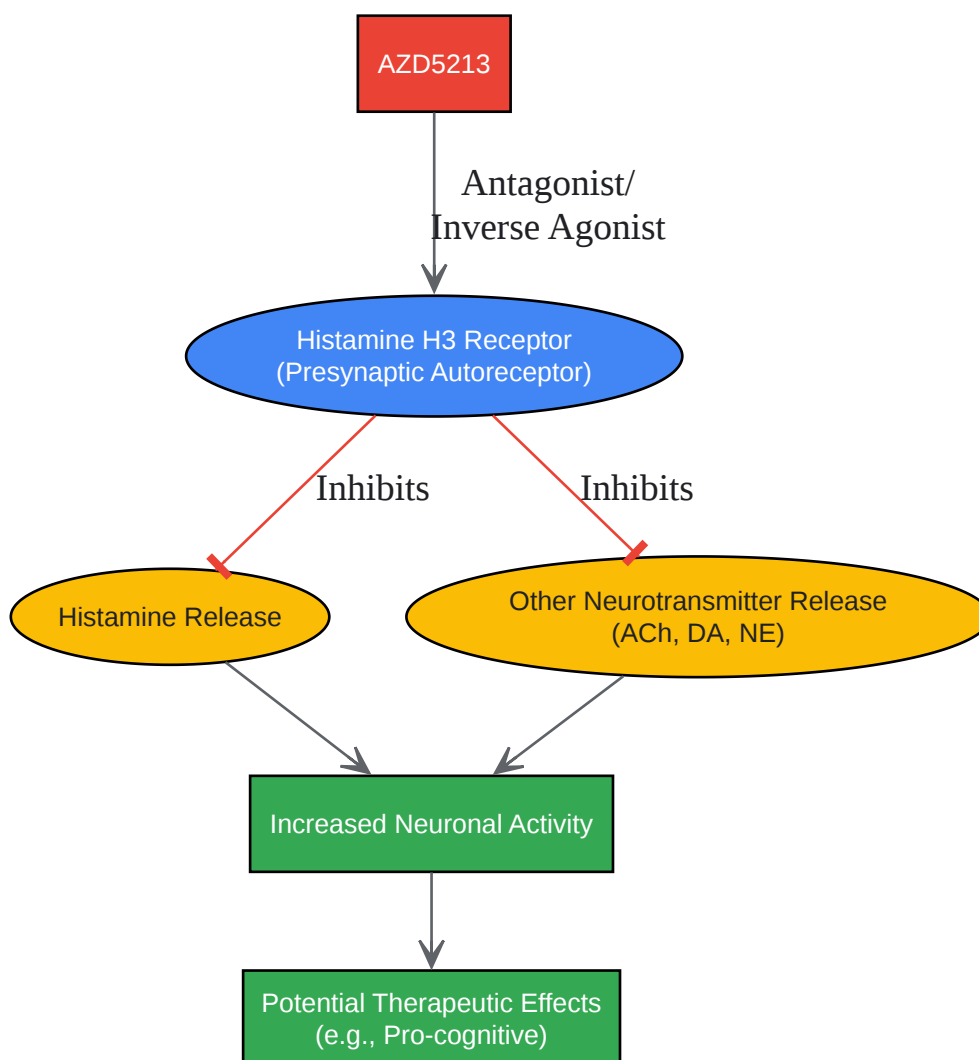 AZD5213
Antagonist/
Inverse Agonist
Histamine H3 Receptor
(Presynaptic Autoreceptor)
Inhibits
Inhibits
Histamine Release
Other Neurotransmitter Release
(ACh, DA, NE)
Increased Neuronal Activity
Potential Therapeutic Effects
(e.g., Pro-cognitive)